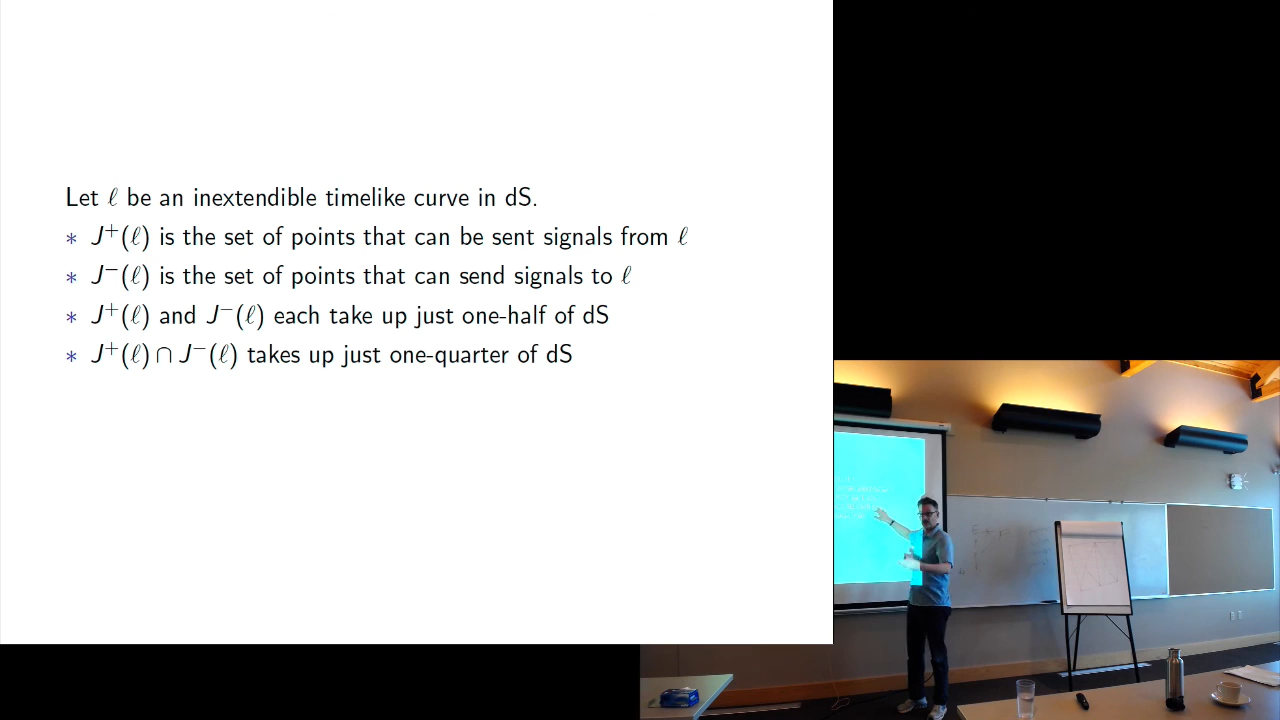 Let ℓ be an inextendible timelike curve in dS.
* J⁺(ℓ) is the set of points that can be sent signals from ℓ
* J⁻(ℓ) is the set of points that can send signals to ℓ
* J⁺(ℓ) and J⁻(ℓ) each take up just one-half of dS
* J⁺(ℓ) ∩ J⁻(ℓ) takes up just one-quarter of dS